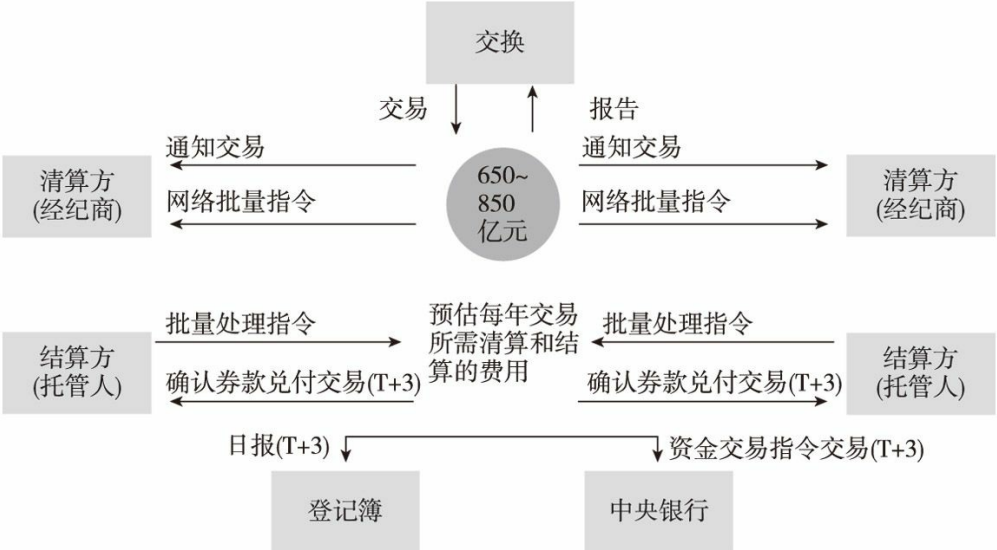 交换
交易
报告
通知交易
通知交易
清算方
(经纪商)
650~
850
亿元
清算方
(经纪商)
网络批量指令
网络批量指令
批量处理指令
预估每年交易
所需清算和结
算的费用
批量处理指令
结算方
(托管人)
结算方
(托管人)
确认券款兑付交易(T+3)
确认券款兑付交易(T+3)
日报(T+3)
资金交易指令交易(T+3)
登记簿
中央银行